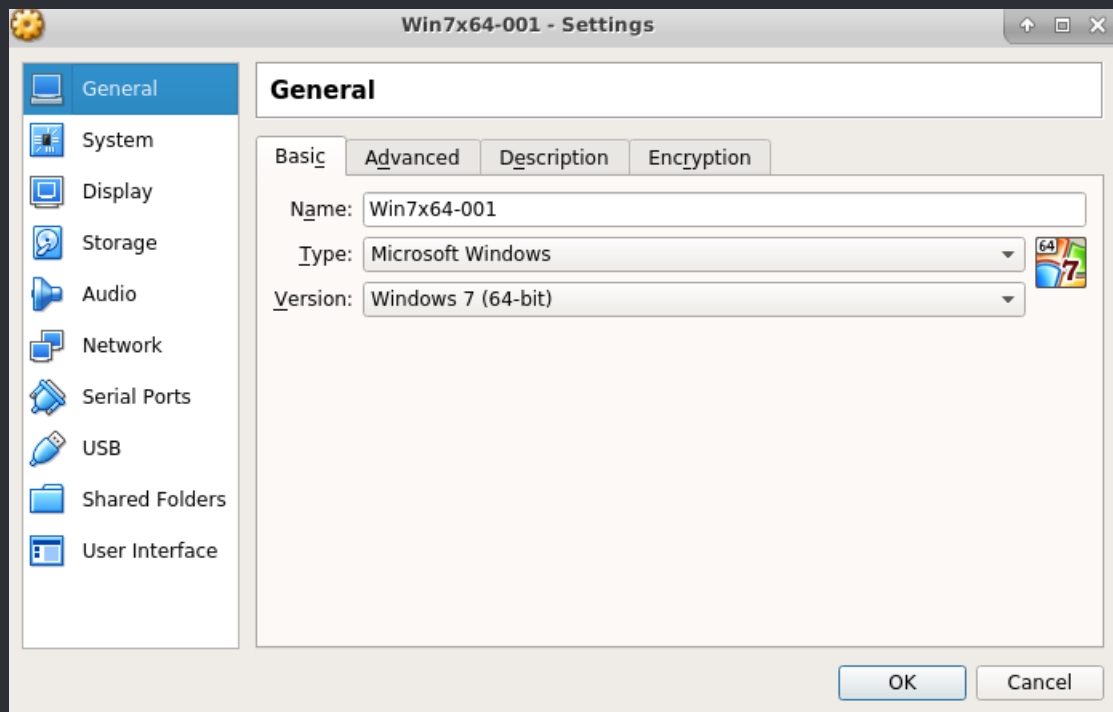 Win7x64-001 - Settings
General
System
Display
Storage
Audio
Network
Serial Ports
USB
Shared Folders
User Interface
General
Basic Advanced Description Encryption
Name: Win7x64-001
Type: Microsoft Windows
64
7
Version: Windows 7 (64-bit)
OK Cancel